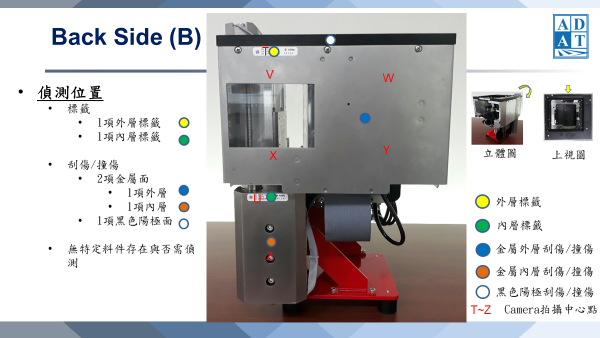 Back Side (B)
ADAT
偵測位置
標籤
1項外層標籤
1項內層標籤
刮傷/撞傷
2項金屬面
1項外層
1項內層
1項黑色陽極面
無特定料件存在與否需偵
測
V
W
X
Y
U
立體圖
上視圖
外層標籤
內層標籤
金屬外層刮傷/撞傷
金屬內層刮傷/撞傷
黑色陽極刮傷/撞傷
T~Z Camera拍攝中心點